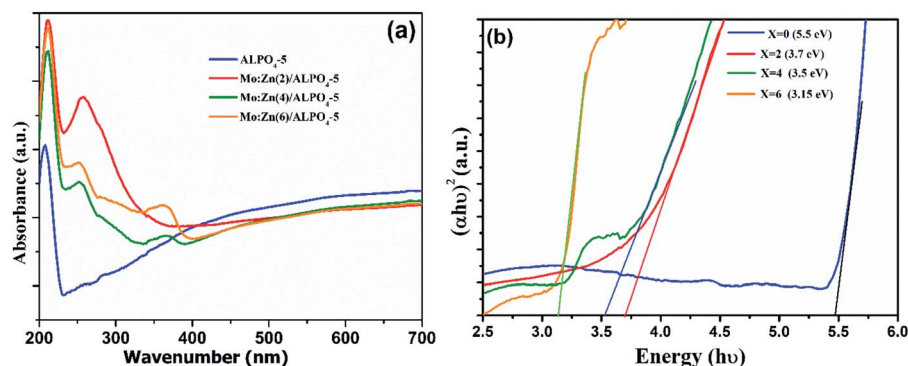 (a)
ALPO₄-5
Mo:Zn(2)/ALPO₄-5
Mo:Zn(4)/ALPO₄-5
Mo:Zn(6)/ALPO₄-5
Absorbance (a.u.)
200 300 400 500 600 700
Wavenumber (nm)
(b)
X=0 (5.5 eV)
X=2 (3.7 eV)
X=4 (3.5 eV)
X=6 (3.15 eV)
(αhυ)² (a.u.)
2.5 3.0 3.5 4.0 4.5 5.0 5.5 6.0
Energy (hυ)